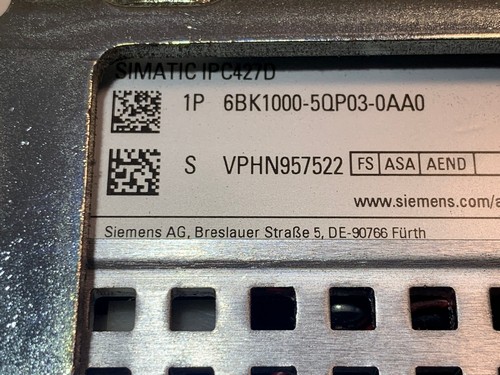 SIMATIC IPC427D
1P 6BK1000-5QP03-0AA0
S VPHN957522 FS ASA AEND
www.siemens.com/a
Siemens AG, Breslauer Straße 5, DE-90766 Fürth